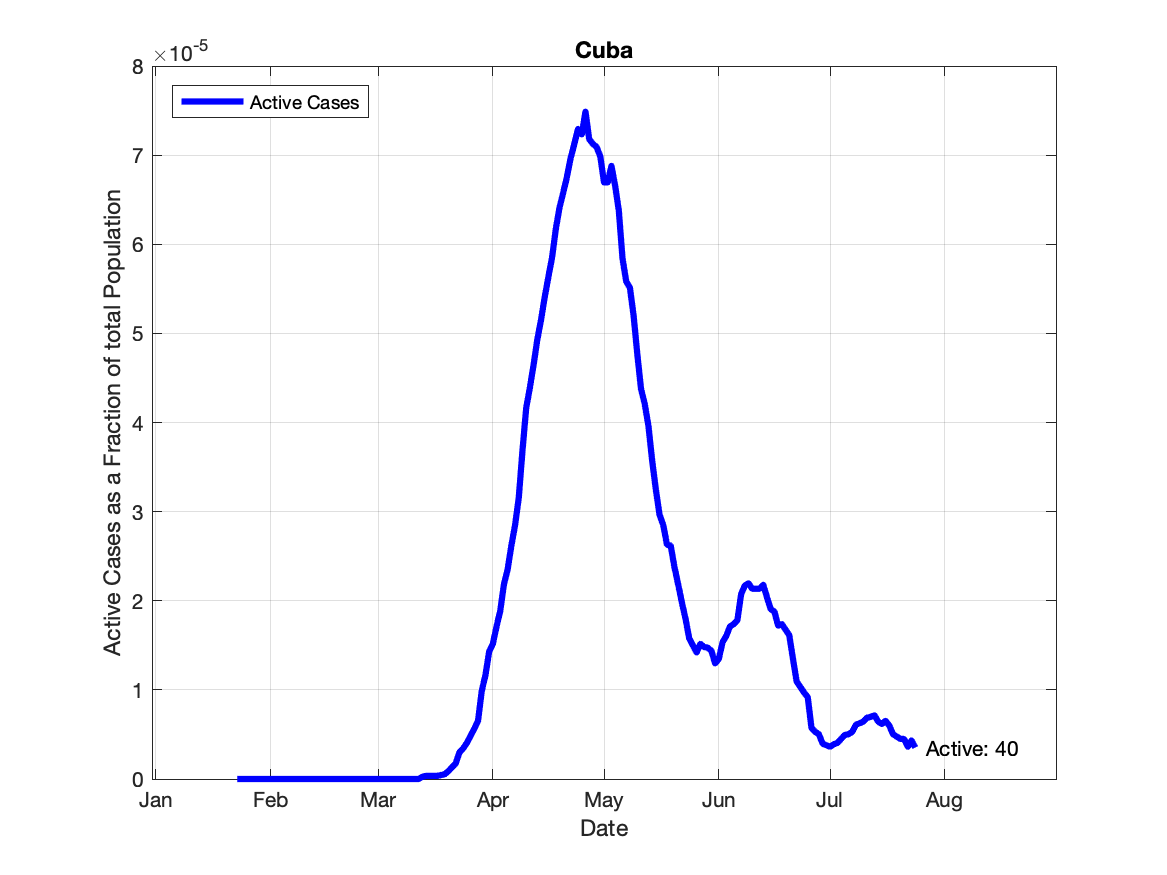 Cuba
×10-5
Active Cases
8
7
6
5
4
3
2
1
0
Active Cases as a Fraction of total Population
Active: 40
Jan Feb Mar Apr May Jun Jul Aug
Date